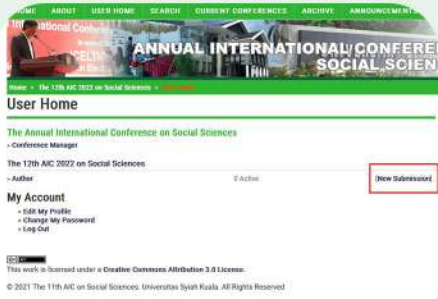 HOME ABOUT USER HOME SEARCH CURRENT CONFERENCES ARCHIVE ANNOUNCEMENTS
ANNUAL INTERNATIONAL CONFERE
SOCIAL SCIEN
Home > The 12th AIC 2022 on Social Sciences >
User Home
The Annual International Conference on Social Sciences
» Conference Manager
The 12th AIC 2022 on Social Sciences
» Author 0 Active [New Submission]
My Account
» Edit My Profile
» Change My Password
» Log Out
This work is licensed under a Creative Commons Attribution 3.0 License.
© 2021 The 11th AIC on Social Sciences. Universitas Syiah Kuala. All Rights Reserved